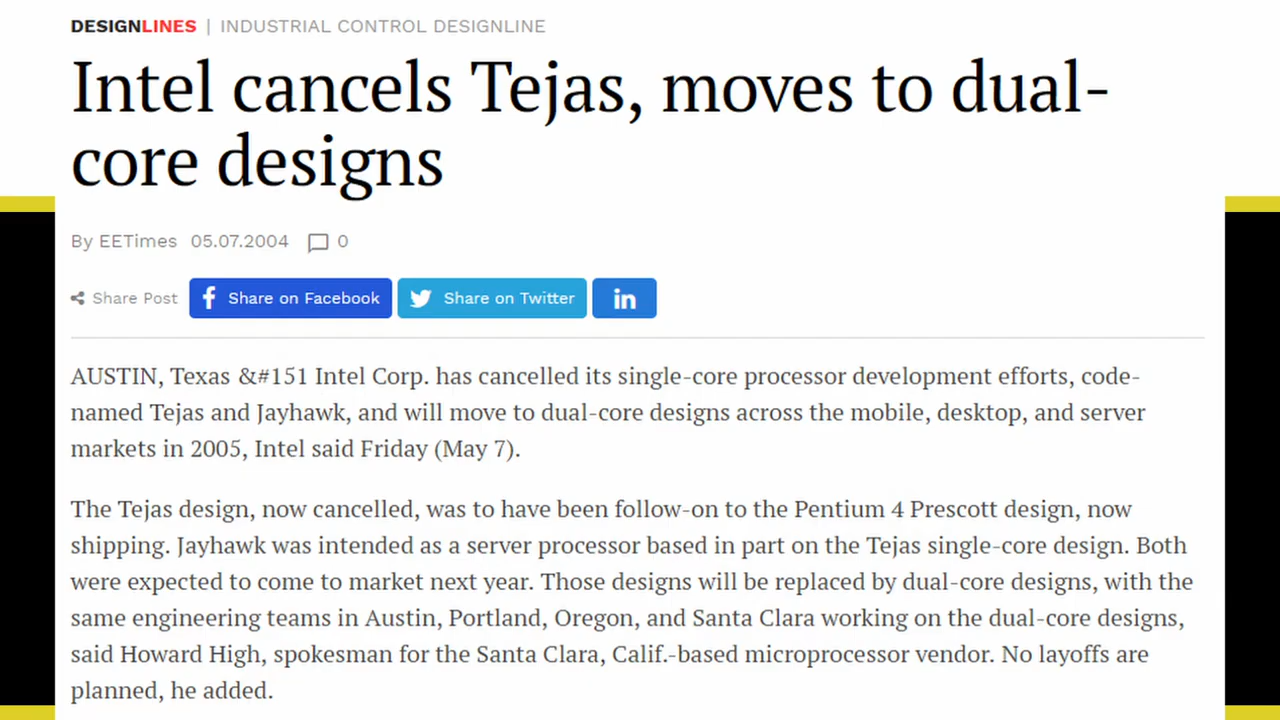 DESIGNLINES | INDUSTRIAL CONTROL DESIGNLINE
Intel cancels Tejas, moves to dual-
core designs
By EETimes 05.07.2004 0
Share Post Share on Facebook Share on Twitter in
AUSTIN, Texas &#151 Intel Corp. has cancelled its single-core processor development efforts, code-
named Tejas and Jayhawk, and will move to dual-core designs across the mobile, desktop, and server
markets in 2005, Intel said Friday (May 7).
The Tejas design, now cancelled, was to have been follow-on to the Pentium 4 Prescott design, now
shipping. Jayhawk was intended as a server processor based in part on the Tejas single-core design. Both
were expected to come to market next year. Those designs will be replaced by dual-core designs, with the
same engineering teams in Austin, Portland, Oregon, and Santa Clara working on the dual-core designs,
said Howard High, spokesman for the Santa Clara, Calif.-based microprocessor vendor. No layoffs are
planned, he added.